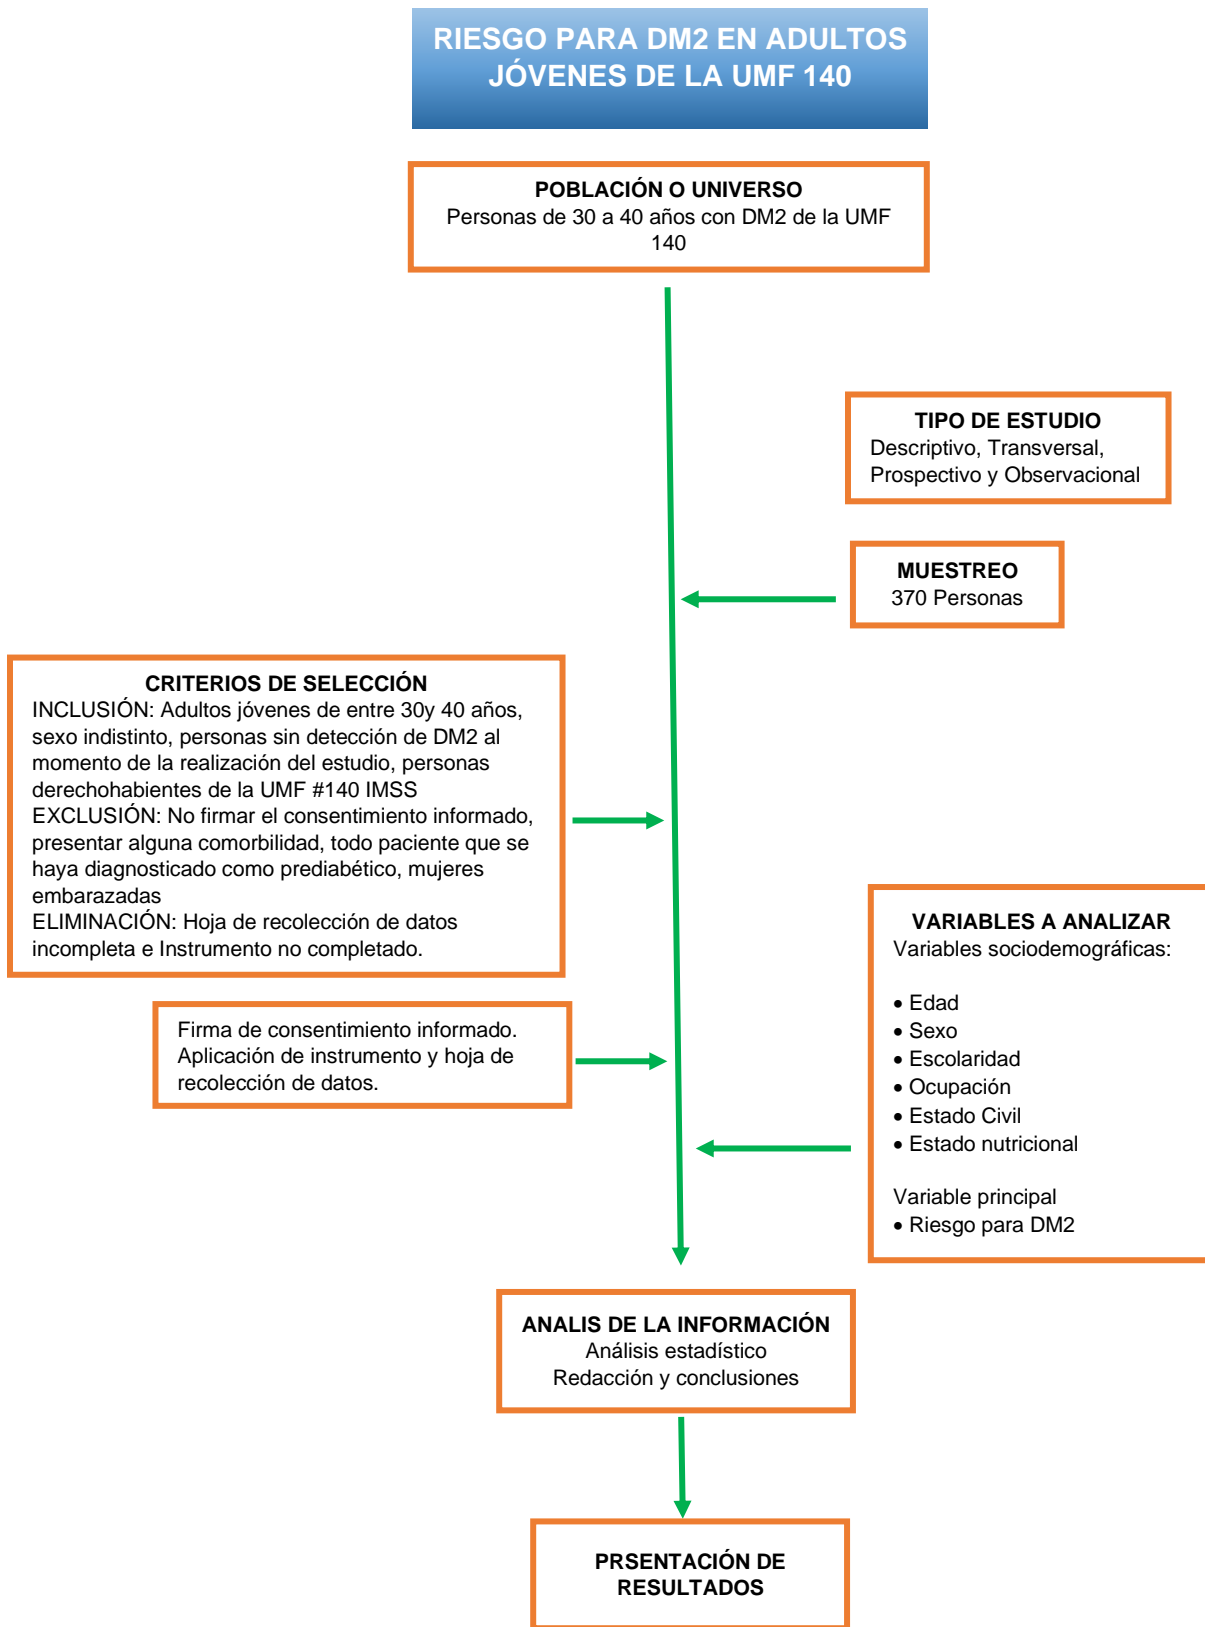 RIESGO PARA DM2 EN ADULTOS
JÓVENES DE LA UMF 140
POBLACIÓN O UNIVERSO
Personas de 30 a 40 años con DM2 de la UMF
140
TIPO DE ESTUDIO
Descriptivo, Transversal,
Prospectivo y Observacional
MUESTREO
370 Personas
CRITERIOS DE SELECCIÓN
INCLUSIÓN: Adultos jóvenes de entre 30y 40 años,
sexo indistinto, personas sin detección de DM2 al
momento de la realización del estudio, personas
derechohabientes de la UMF #140 IMSS
EXCLUSIÓN: No firmar el consentimiento informado,
presentar alguna comorbilidad, todo paciente que se
haya diagnosticado como prediabético, mujeres
embarazadas
ELIMINACIÓN: Hoja de recolección de datos
incompleta e Instrumento no completado.
Firma de consentimiento informado.
Aplicación de instrumento y hoja de
recolección de datos.
VARIABLES A ANALIZAR
Variables sociodemográficas:
• Edad
• Sexo
• Escolaridad
• Ocupación
• Estado Civil
• Estado nutricional
Variable principal
• Riesgo para DM2
ANALIS DE LA INFORMACIÓN
Análisis estadístico
Redacción y conclusiones
PRSENTACIÓN DE
RESULTADOS